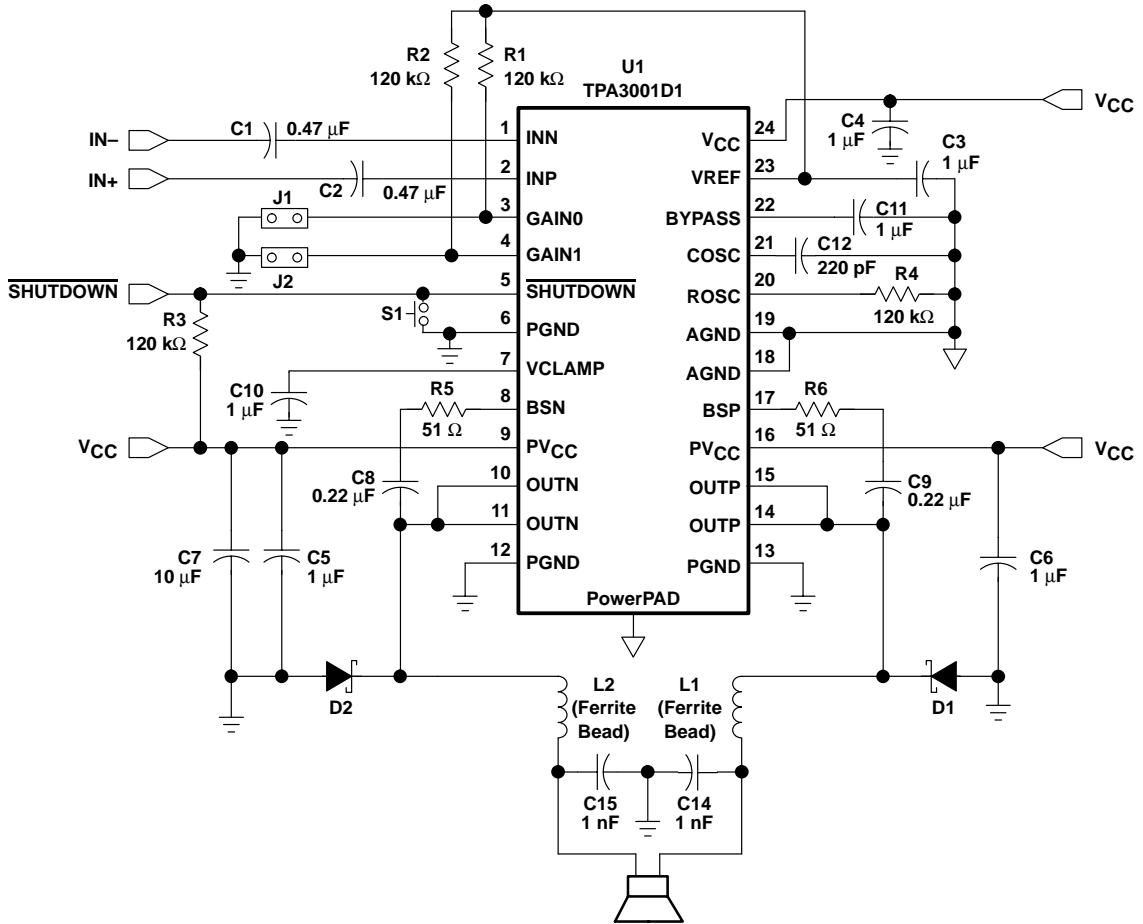 R2
120 kΩ
R1
120 kΩ
U1
TPA3001D1
IN–
C1
0.47 µF
1
INN
IN+
C2
0.47 µF
2
INP
J1
3
GAIN0
J2
4
GAIN1
SHUTDOWN
5
SHUTDOWN
R3
120 kΩ
S1
6
PGND
7
VCLAMP
C10
1 µF
R5
51 Ω
8
BSN
VCC
9
PVCC
C8
0.22 µF
10
OUTN
11
OUTN
C7
10 µF
C5
1 µF
12
PGND
PowerPAD
VCC
24
C4
1 µF
VCC
VREF
23
C3
1 µF
BYPASS
22
C11
1 µF
COSC
21
C12
220 pF
ROSC
20
R4
120 kΩ
AGND
19
AGND
18
BSP
17
R6
51 Ω
PVCC
16
VCC
OUTP
15
C9
0.22 µF
OUTP
14
PGND
13
C6
1 µF
D2
L2
(Ferrite
Bead)
L1
(Ferrite
Bead)
D1
C15
1 nF
C14
1 nF